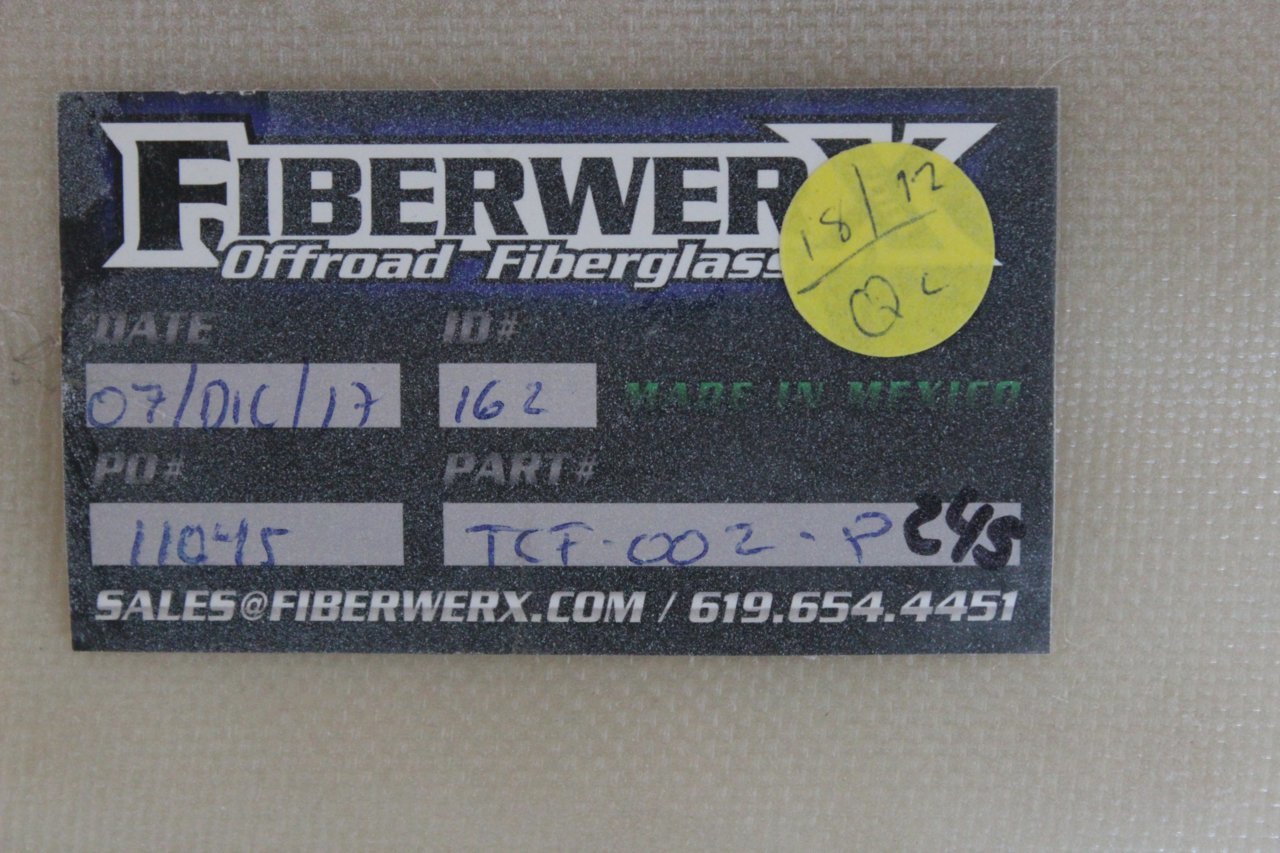 FIBERWERX
Offroad Fiberglass
18/12
QC
DATE ID#
07/DIC/17 162 MADE IN MEXICO
PO# PART#
11045 TCF-002-P 245
SALES@FIBERWERX.COM / 619.654.4451